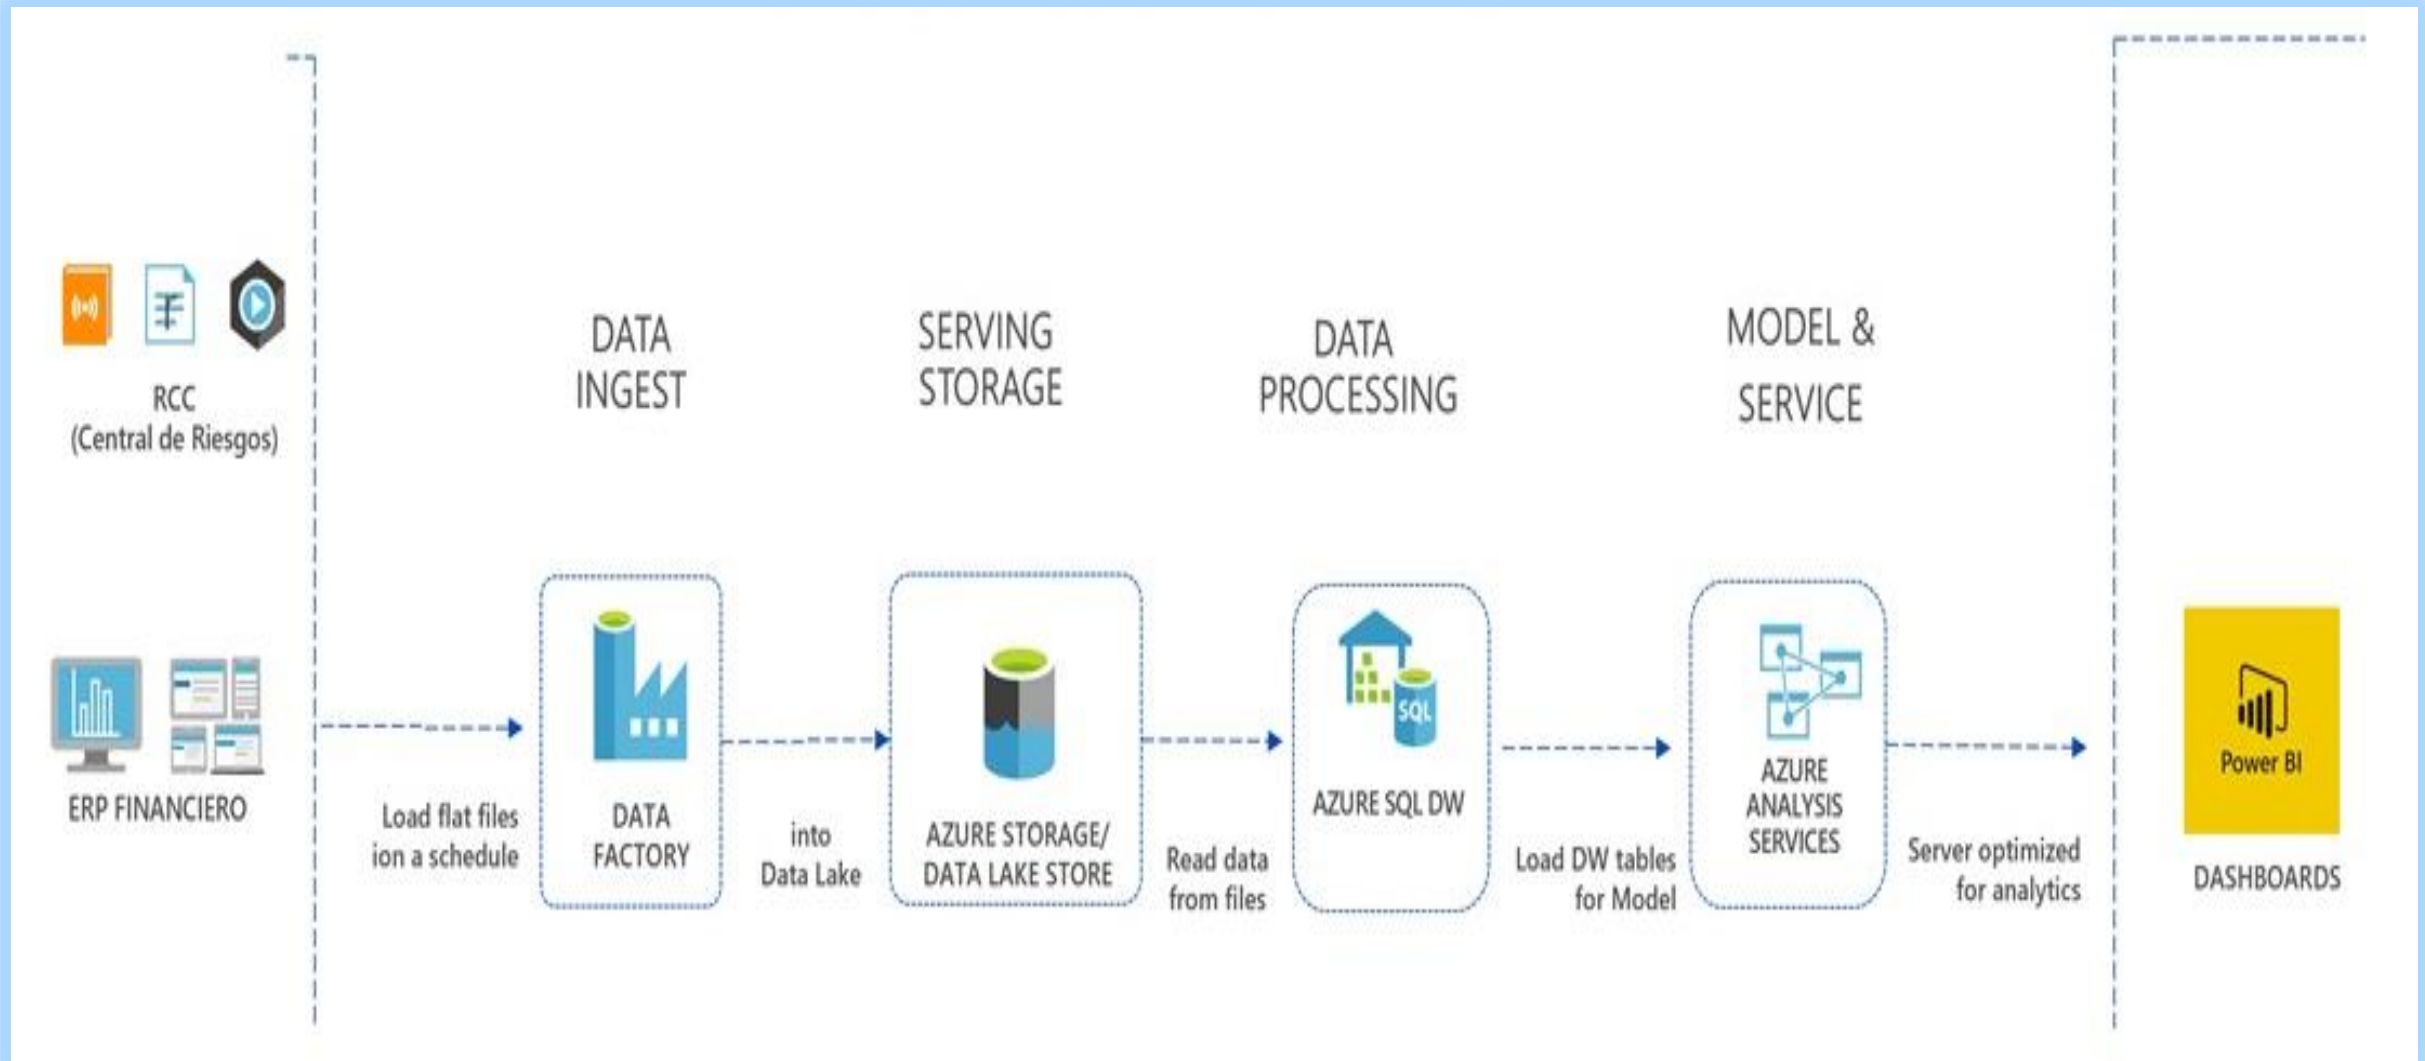 RCC
(Central de Riesgos)
ERP FINANCIERO
DATA
INGEST
SERVING
STORAGE
DATA
PROCESSING
MODEL &
SERVICE
Load flat files
ion a schedule
DATA
FACTORY
into
Data Lake
AZURE STORAGE/
DATA LAKE STORE
Read data
from files
SQL
AZURE SQL DW
Load DW tables
for Model
AZURE
ANALYSIS
SERVICES
Server optimized
for analytics
Power BI
DASHBOARDS